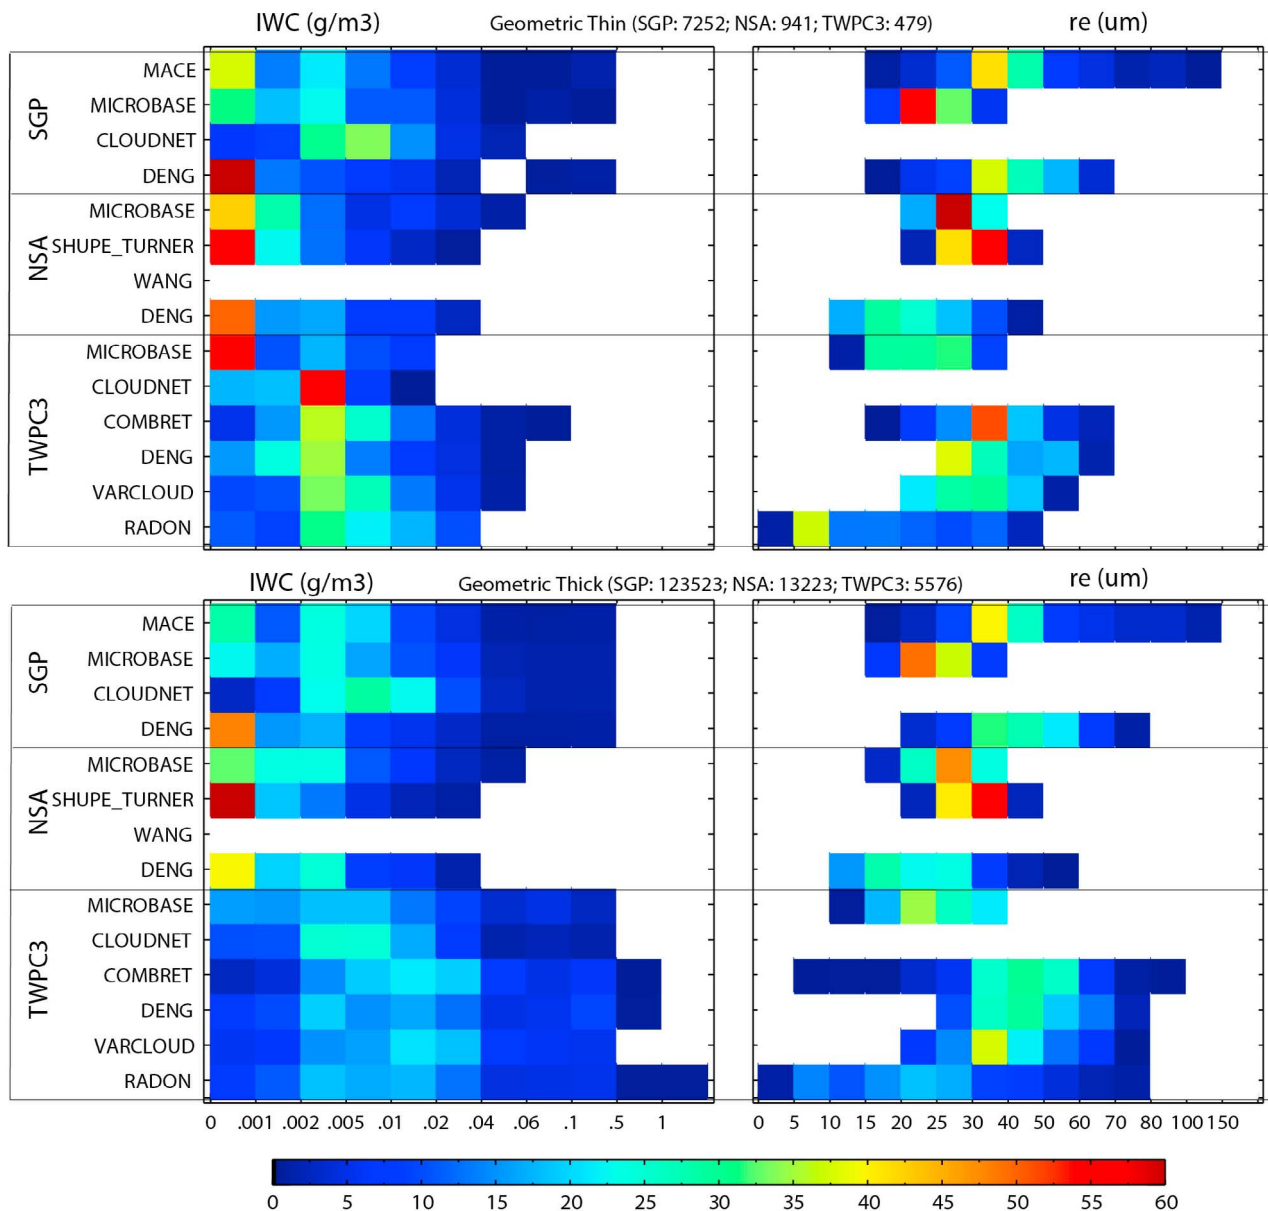 IWC (g/m3) Geometric Thin (SGP: 7252; NSA: 941; TWPC3: 479) re (um)
SGP
MACE
MICROBASE
CLOUDNET
DENG
NSA
MICROBASE
SHUPE_TURNER
WANG
DENG
TWPC3
MICROBASE
CLOUDNET
COMBRET
DENG
VARCLOUD
RADON
IWC (g/m3) Geometric Thick (SGP: 123523; NSA: 13223; TWPC3: 5576) re (um)
SGP
MACE
MICROBASE
CLOUDNET
DENG
NSA
MICROBASE
SHUPE_TURNER
WANG
DENG
TWPC3
MICROBASE
CLOUDNET
COMBRET
DENG
VARCLOUD
RADON
0 .001 .002 .005 .01 .02 .04 .06 .1 .5 1
0 5 10 15 20 25 30 40 50 60 70 80 100 150
0 5 10 15 20 25 30 35 40 45 50 55 60